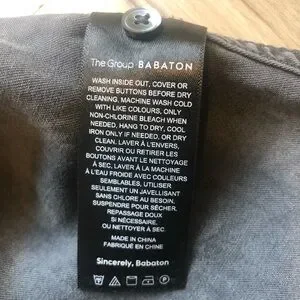 The Group BABATON
WASH INSIDE OUT, COVER OR
REMOVE BUTTONS BEFORE DRY
CLEANING, MACHINE WASH COLD
WITH LIKE COLOURS, ONLY
NON-CHLORINE BLEACH WHEN
NEEDED, HANG TO DRY, COOL
IRON ONLY IF NEEDED, OR DRY
CLEAN. LAVER À L'ENVERS,
COUVRIR OU RETIRER LES
BOUTONS AVANT LE NETTOYAGE
À SEC, LAVER À LA MACHINE
À L'EAU FROIDE AVEC COULEURS
SEMBLABLES, UTILISER
SEULEMENT UN JAVELLISANT
SANS CHLORE AU BESOIN,
SUSPENDRE POUR SÉCHER,
REPASSAGE DOUX
SI NÉCESSAIRE,
OU NETTOYAGE À SEC.
MADE IN CHINA
FABRIQUÉ EN CHINE
Sincerely, Babaton